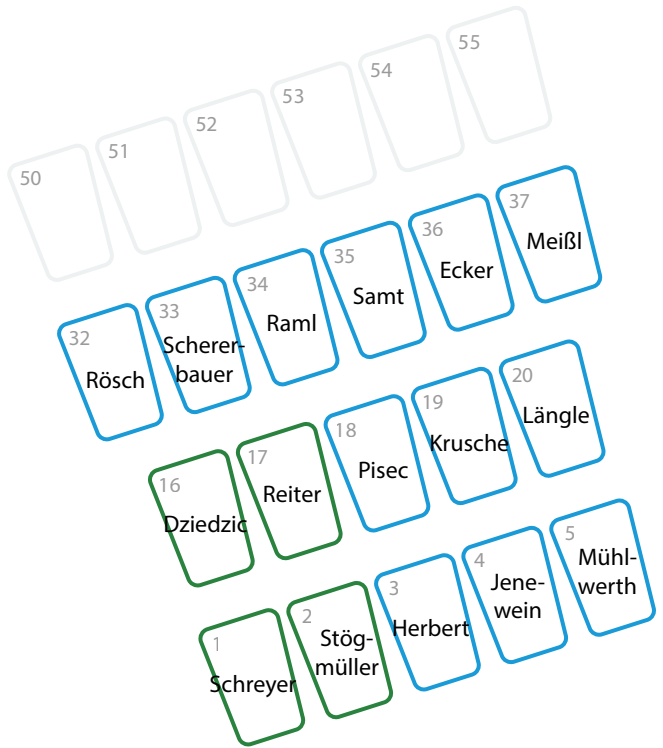 50
51
52
53
54
55
32
Rösch
33
Scherer-
bauer
34
Raml
35
Samt
36
Ecker
37
Meißl
16
Dziedzic
17
Reiter
18
Pisec
19
Krusche
20
Längle
1
Schreyer
2
Stög-
müller
3
Herbert
4
Jene-
wein
5
Mühl-
werth